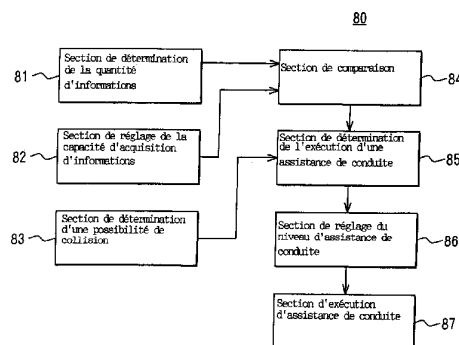 80
Section de détermination
de la quantité
d'informations
81
Section de comparaison
84
Section de réglage de la
capacité d'acquisition
d'informations
82
Section de détermination
de l'exécution d'une
assistance de conduite
85
Section de détermination
d'une possibilité de
collision
83
Section de réglage du
niveau d'assistance de
conduite
86
Section d'exécution
d'assistance de conduite
87